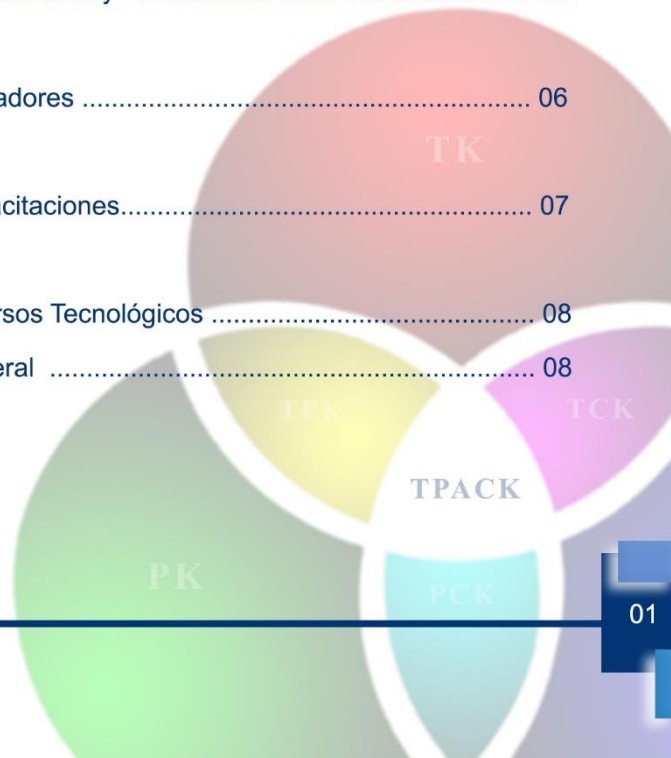 adores ............................................................... 06
TK
citaciones......................................................... 07
rsos Tecnológicos ............................................. 08
eral .................................................................. 08
TPK
TCK
TPACK
PK
PCK
01